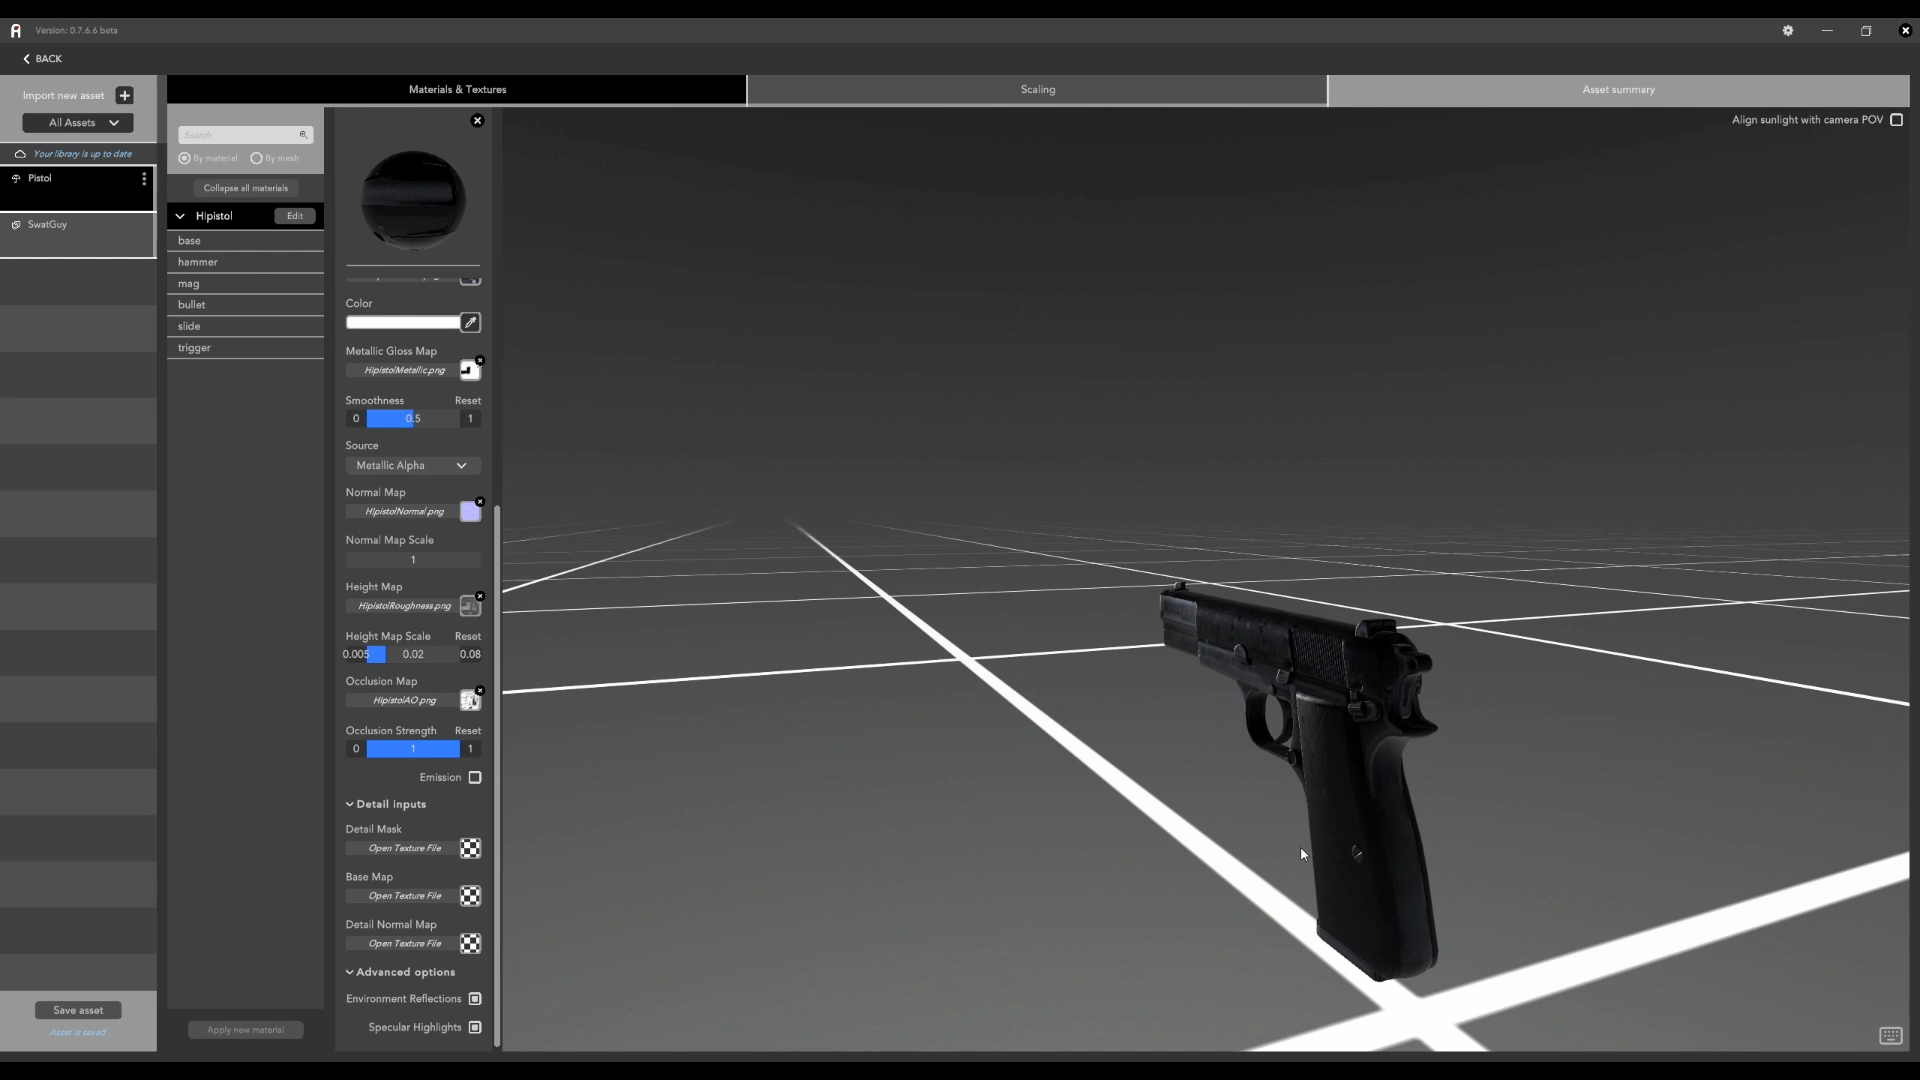 Version: 0.7.6.6 beta
BACK
Import new asset
All Assets
Your library is up to date
Pistol
SwatGuy
Save asset
Asset is saved
Materials & Textures
Scaling
Asset summary
Search
By material
By mesh
Collapse all materials
Hipistol
Edit
base
hammer
mag
bullet
slide
trigger
Apply new material
Color
Metallic Gloss Map
HipistolMetallic.png
Smoothness
Reset
0
0.5
1
Source
Metallic Alpha
Normal Map
HipistolNormal.png
Normal Map Scale
1
Height Map
HipistolRoughness.png
Height Map Scale
Reset
0.005
0.02
0.08
Occlusion Map
HipistolAO.png
Occlusion Strength
Reset
0
1
1
Emission
Detail inputs
Detail Mask
Open Texture File
Base Map
Open Texture File
Detail Normal Map
Open Texture File
Advanced options
Environment Reflections
Specular Highlights
Align sunlight with camera POV